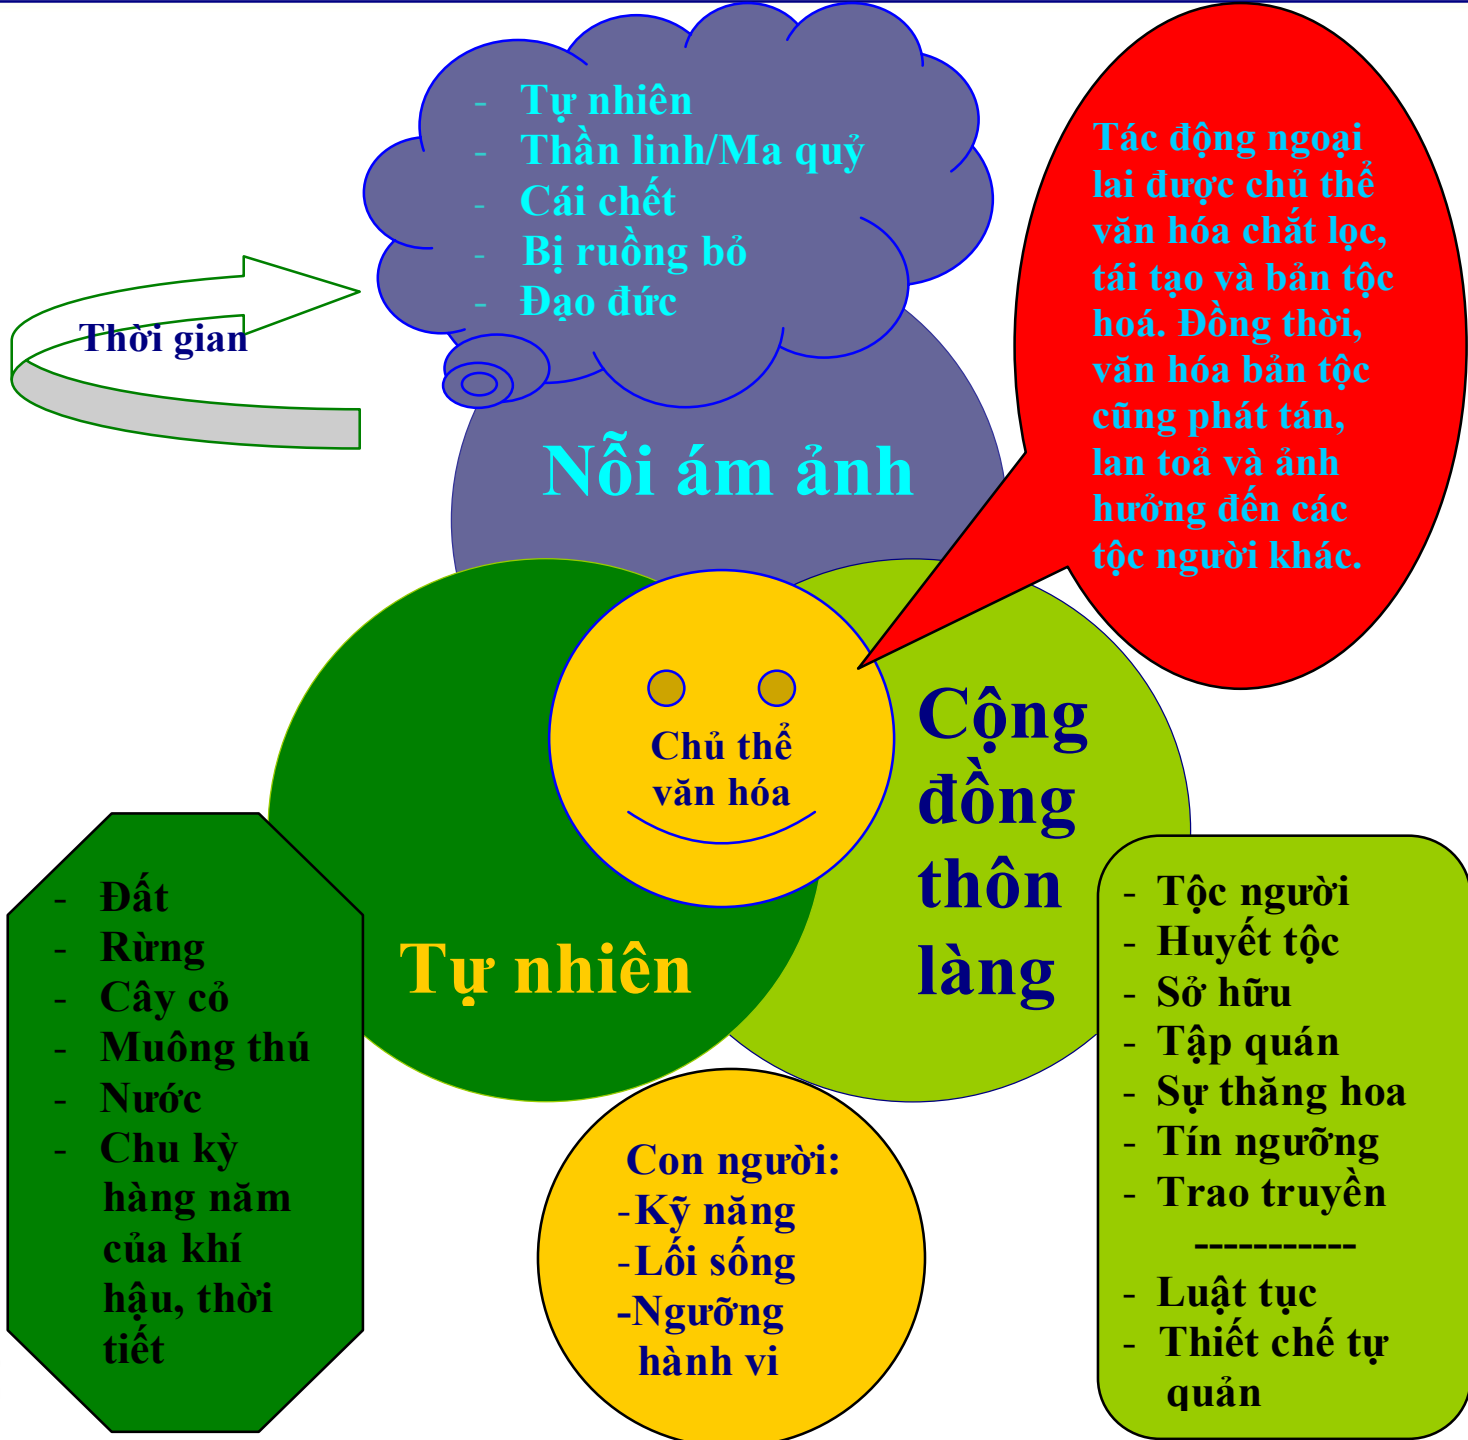 - Tự nhiên
- Thần linh/Ma quỷ
- Cái chết
- Bị ruồng bỏ
- Đạo đức
Thời gian
Nỗi ám ảnh
Tác động ngoại
lai được chủ thể
văn hóa chắt lọc,
tái tạo và bản tộc
hoá. Đồng thời,
văn hóa bản tộc
cũng phát tán,
lan toả và ảnh
hưởng đến các
tộc người khác.
Chủ thể
văn hóa
Cộng
đồng
thôn
làng
Tự nhiên
- Đất
- Rừng
- Cây cỏ
- Muông thú
- Nước
- Chu kỳ
hàng năm
của khí
hậu, thời
tiết
Con người:
-Kỹ năng
-Lối sống
-Ngưỡng
hành vi
- Tộc người
- Huyết tộc
- Sở hữu
- Tập quán
- Sự thăng hoa
- Tín ngưỡng
- Trao truyền
-----------
- Luật tục
- Thiết chế tự
quản